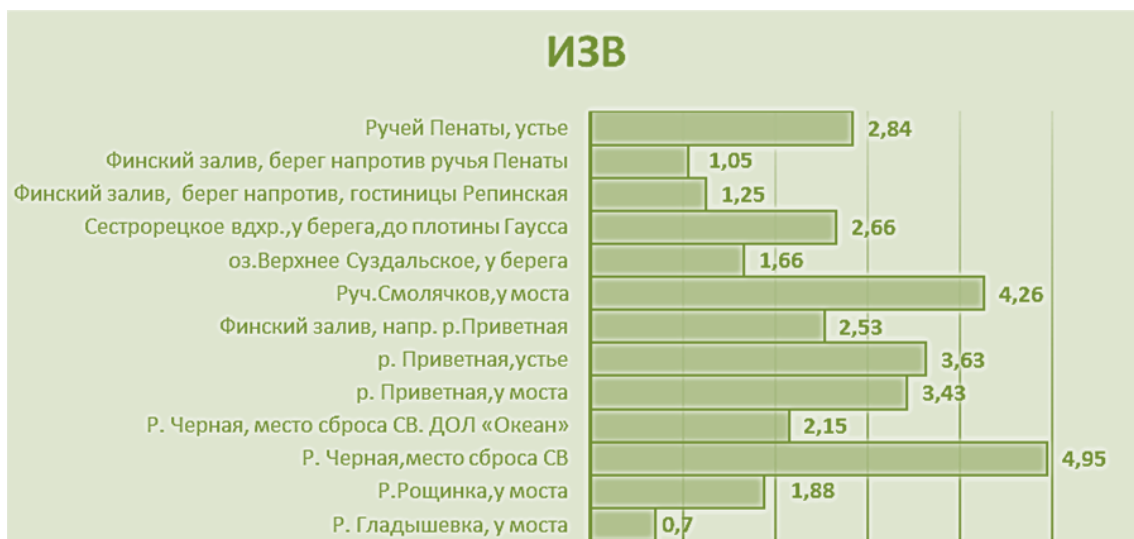 ИЗВ
Ручей Пенаты, устье 2,84
Финский залив, берег напротив ручья Пенаты 1,05
Финский залив, берег напротив, гостиницы Репинская 1,25
Сестрорецкое вдхр.,у берега,до плотины Гаусса 2,66
оз.Верхнее Суздальское, у берега 1,66
Руч.Смолячков,у моста 4,26
Финский залив, напр. р.Приветная 2,53
р. Приветная,устье 3,63
р. Приветная,у моста 3,43
Р. Черная, место сброса СВ. ДОЛ «Океан» 2,15
Р. Черная,место сброса СВ 4,95
Р.Рощинка,у моста 1,88
Р. Гладышевка, у моста 0,7